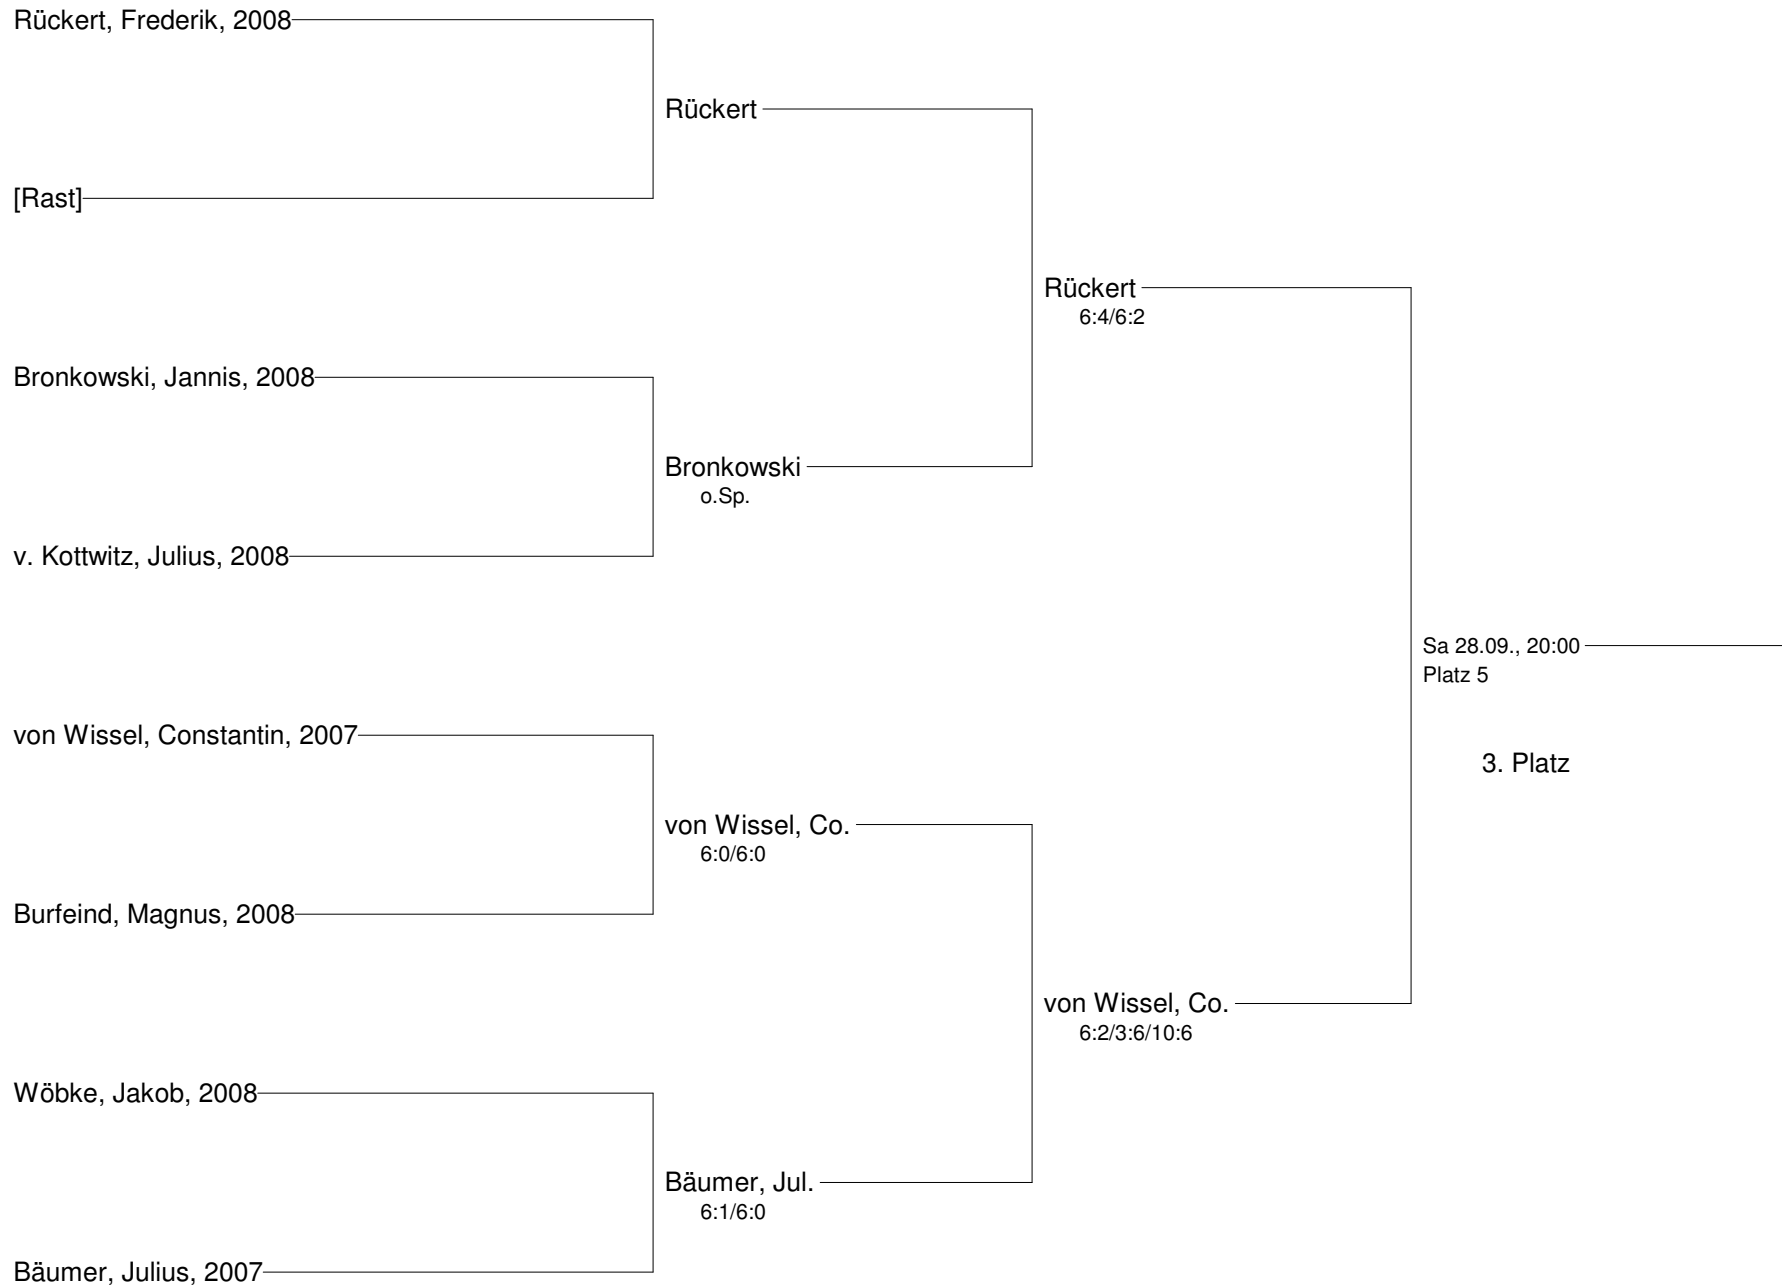 Rückert, Frederik, 2008
Rückert
[Rast]
Rückert
6:4/6:2
Bronkowski, Jannis, 2008
Bronkowski
o.Sp.
v. Kottwitz, Julius, 2008
Sa 28.09., 20:00
Platz 5
von Wissel, Constantin, 2007
3. Platz
von Wissel, Co.
6:0/6:0
Burfeind, Magnus, 2008
von Wissel, Co.
6:2/3:6/10:6
Wöbke, Jakob, 2008
Bäumer, Jul.
6:1/6:0
Bäumer, Julius, 2007